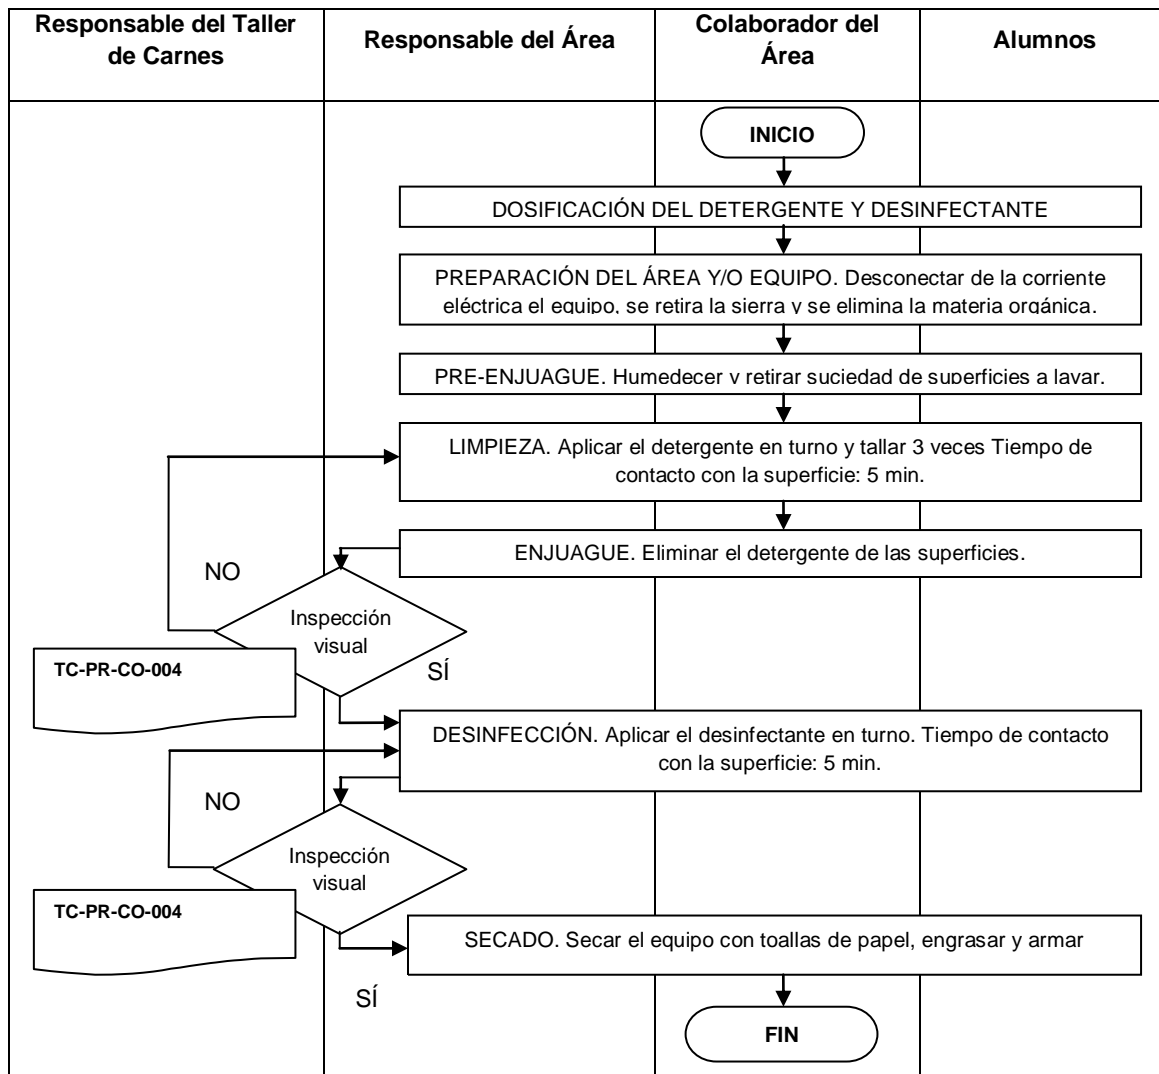 Responsable del Taller
de Carnes
Responsable del Área
Colaborador del
Área
Alumnos
INICIO
DOSIFICACIÓN DEL DETERGENTE Y DESINFECTANTE
PREPARACIÓN DEL ÁREA Y/O EQUIPO. Desconectar de la corriente
eléctrica el equipo, se retira la sierra y se elimina la materia orgánica.
PRE-ENJUAGUE. Humedecer y retirar suciedad de superficies a lavar.
LIMPIEZA. Aplicar el detergente en turno y tallar 3 veces Tiempo de
contacto con la superficie: 5 min.
ENJUAGUE. Eliminar el detergente de las superficies.
NO
Inspección
visual
SÍ
TC-PR-CO-004
DESINFECCIÓN. Aplicar el desinfectante en turno. Tiempo de contacto
con la superficie: 5 min.
NO
Inspección
visual
TC-PR-CO-004
SECADO. Secar el equipo con toallas de papel, engrasar y armar
SÍ
FIN